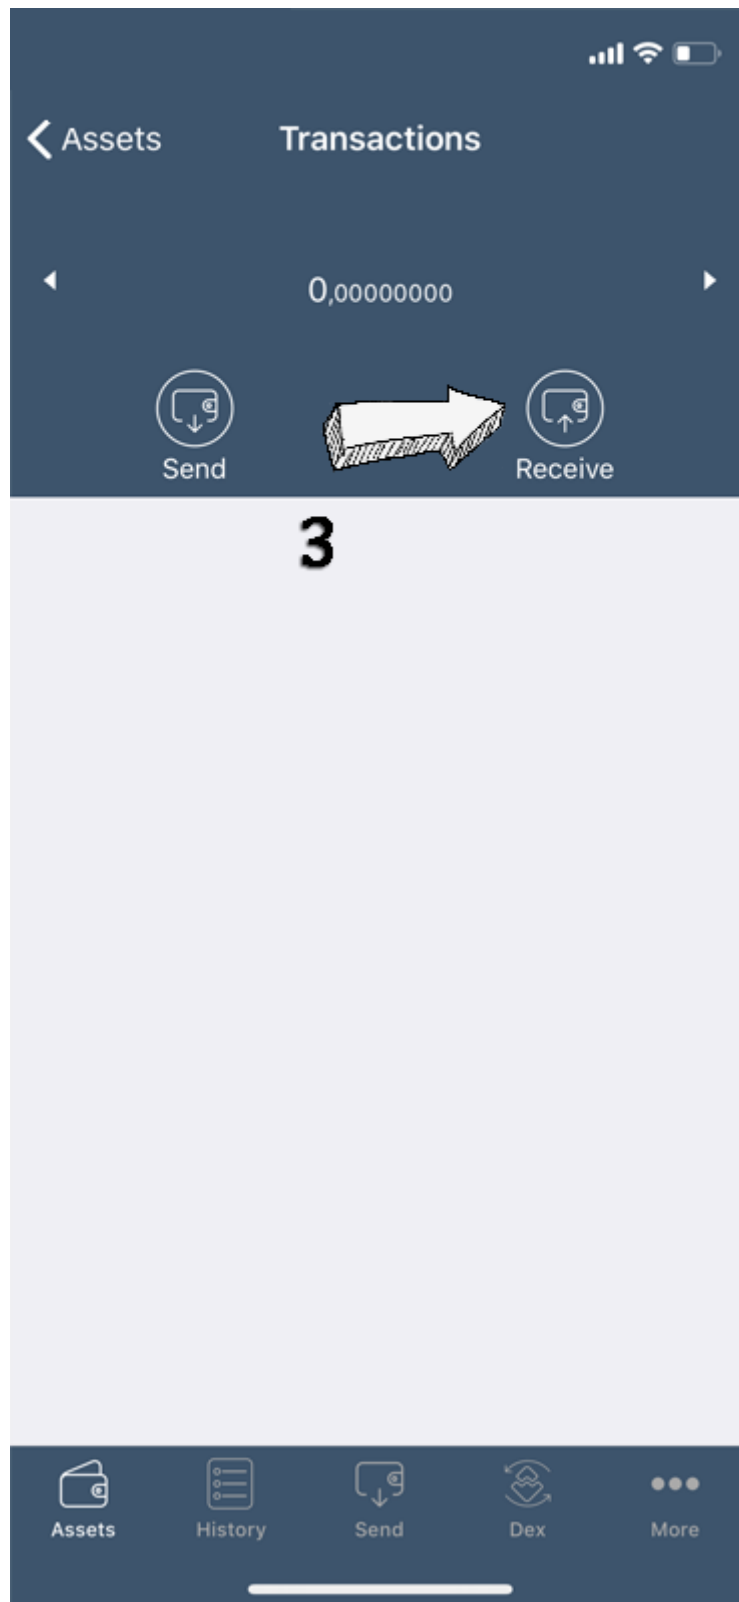 Assets
Transactions
0,00000000
Send
Receive
3
Assets
History
Send
Dex
More